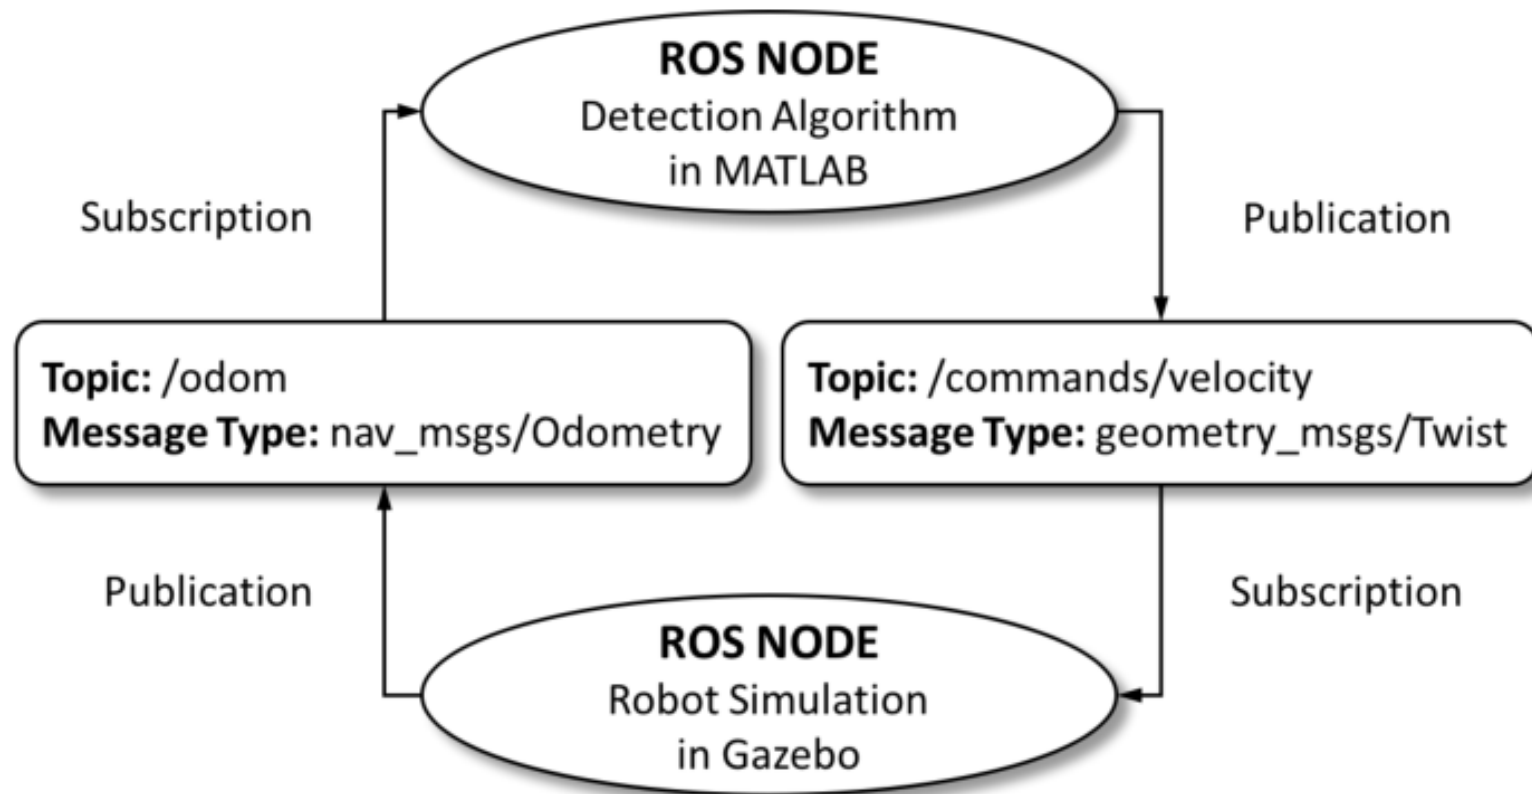 ROS NODE
Detection Algorithm
in MATLAB
Subscription
Publication
Topic: /odom
Message Type: nav_msgs/Odometry
Topic: /commands/velocity
Message Type: geometry_msgs/Twist
Publication
Subscription
ROS NODE
Robot Simulation
in Gazebo